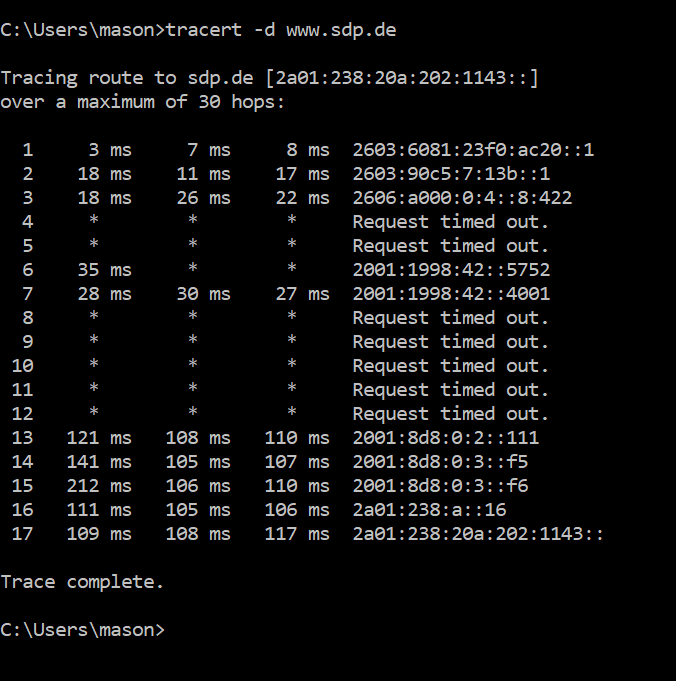 C:\Users\mason>tracert -d www.sdp.de
Tracing route to sdp.de [2a01:238:20a:202:1143::]
over a maximum of 30 hops:
1 3 ms 7 ms 8 ms 2603:6081:23f0:ac20::1
2 18 ms 11 ms 17 ms 2603:90c5:7:13b::1
3 18 ms 26 ms 22 ms 2606:a000:0:4::8:422
4 * * * Request timed out.
5 * * * Request timed out.
6 35 ms * * 2001:1998:42::5752
7 28 ms 30 ms 27 ms 2001:1998:42::4001
8 * * * Request timed out.
9 * * * Request timed out.
10 * * * Request timed out.
11 * * * Request timed out.
12 * * * Request timed out.
13 121 ms 108 ms 110 ms 2001:8d8:0:2::111
14 141 ms 105 ms 107 ms 2001:8d8:0:3::f5
15 212 ms 106 ms 110 ms 2001:8d8:0:3::f6
16 111 ms 105 ms 106 ms 2a01:238:a::16
17 109 ms 108 ms 117 ms 2a01:238:20a:202:1143::
Trace complete.
C:\Users\mason>